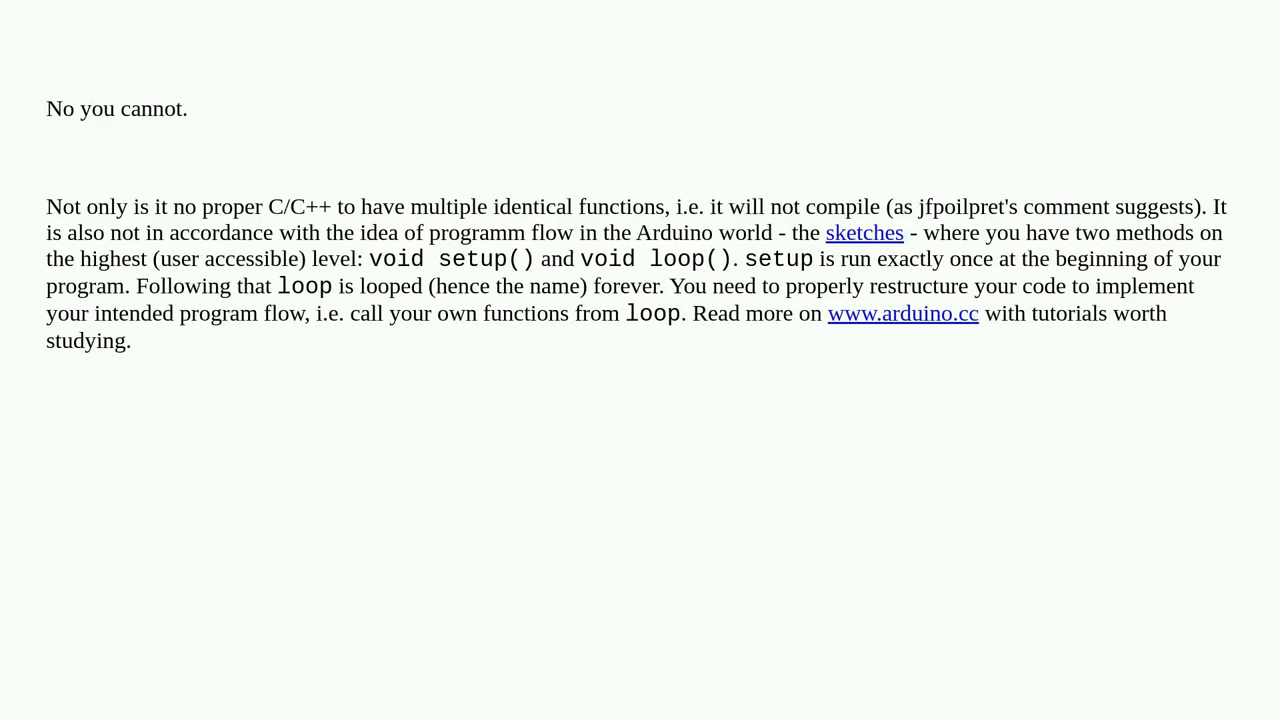 No you cannot.
Not only is it no proper C/C++ to have multiple identical functions, i.e. it will not compile (as jfpoilpret's comment suggests). It
is also not in accordance with the idea of programm flow in the Arduino world - the sketches - where you have two methods on
the highest (user accessible) level: void setup() and void loop(). setup is run exactly once at the beginning of your
program. Following that loop is looped (hence the name) forever. You need to properly restructure your code to implement
your intended program flow, i.e. call your own functions from loop. Read more on www.arduino.cc with tutorials worth
studying.